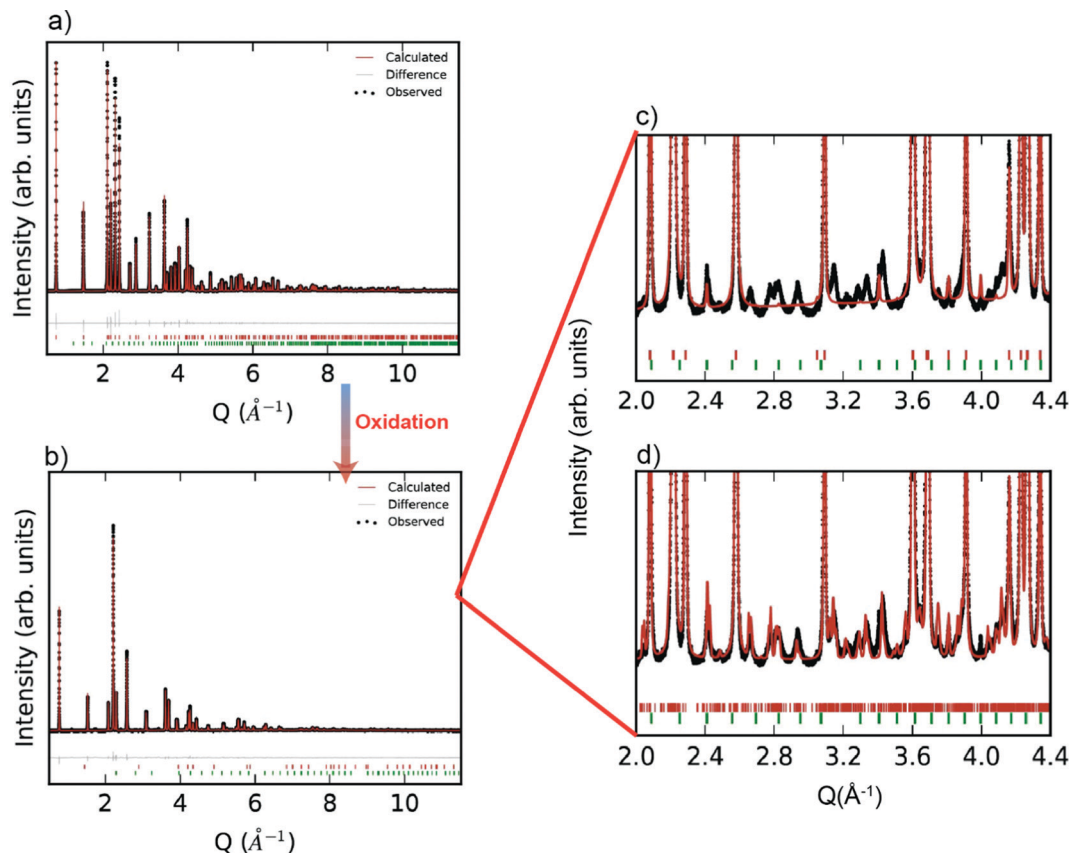 a)
Intensity (arb. units)
Calculated
Difference
Observed
2 4 6 8 10
Q (Å⁻¹)
Oxidation
b)
Intensity (arb. units)
Calculated
Difference
Observed
2 4 6 8 10
Q (Å⁻¹)
c)
Intensity (arb. units)
2.0 2.4 2.8 3.2 3.6 4.0 4.4
d)
2.0 2.4 2.8 3.2 3.6 4.0 4.4
Q(Å⁻¹)